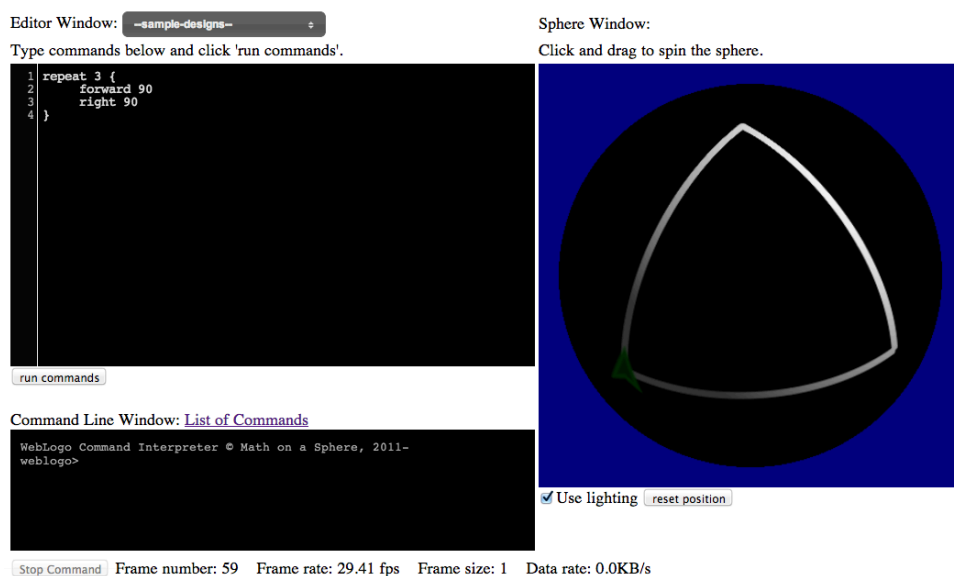 Editor Window: --sample-designs--
Type commands below and click 'run commands'.
1 repeat 3 {
2 forward 90
3 right 90
4 }
run commands
Command Line Window: List of Commands
WebLogo Command Interpreter © Math on a Sphere, 2011-
weblogo>
Sphere Window:
Click and drag to spin the sphere.
Use lighting reset position
Stop Command Frame number: 59 Frame rate: 29.41 fps Frame size: 1 Data rate: 0.0KB/s